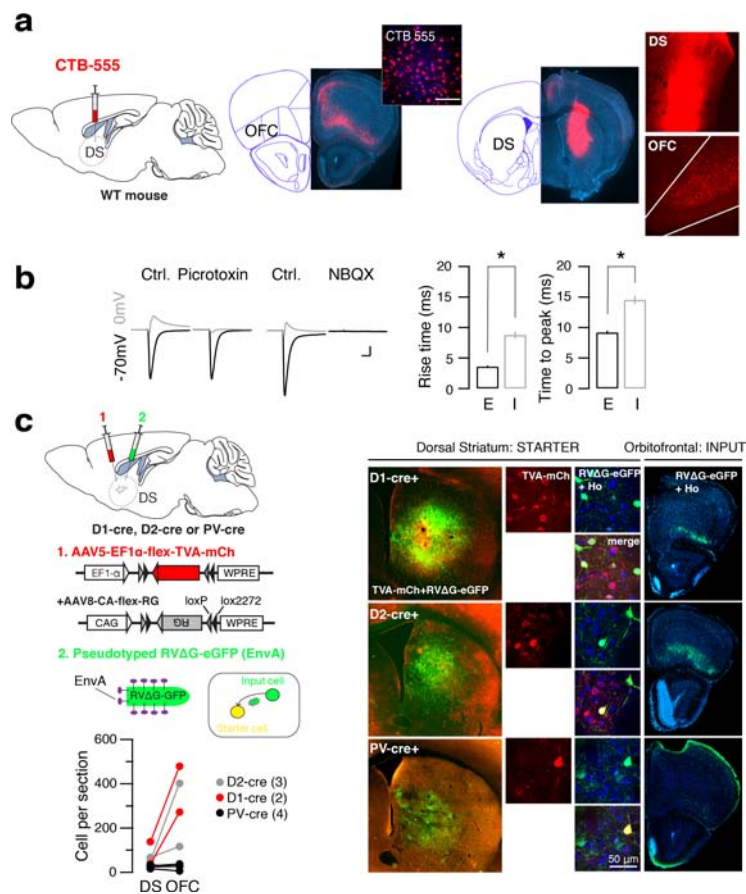 a
CTB-555
DS
WT mouse
OFC
CTB 555
DS
DS
OFC
b
Ctrl. Picrotoxin Ctrl. NBQX
0mV
-70mV
Rise time (ms)
20
15
10
5
0
E I
*
Time to peak (ms)
20
15
10
5
0
E I
*
c
1 2
DS
D1-cre, D2-cre or PV-cre
1. AAV5-EF1α-flex-TVA-mCh
EF1-α WPRE
+AAV8-CA-flex-RG loxP lox2272
CAG RG WPRE
2. Pseudotyped RVΔG-eGFP (EnvA)
EnvA
RVΔG-GFP
Input cell
Starter cell
Cell per section
600
400
200
0
DS OFC
D2-cre (3)
D1-cre (2)
PV-cre (4)
Dorsal Striatum: STARTER Orbitofrontal: INPUT
D1-cre+
TVA-mCh
RVΔG-eGFP
+ Ho
RVΔG-eGFP
+ Ho
merge
TVA-mCh+RVΔG-eGFP
D2-cre+
PV-cre+
50 µm